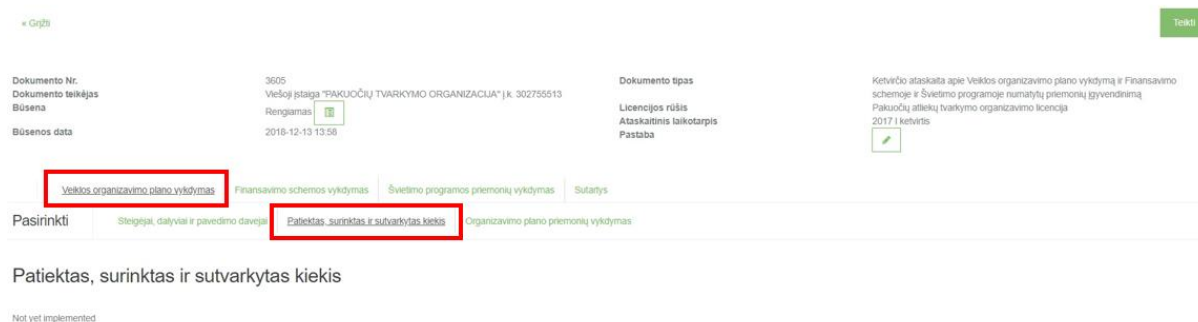 « Grįžti
Teikti
Dokumento Nr. 3605
Dokumento teikėjas Viešoji įstaiga "PAKUOČIŲ TVARKYMO ORGANIZACIJA" į.k. 302755513
Būsena Rengiamas
Būsenos data 2018-12-13 13:58
Dokumento tipas Ketvirčio ataskaita apie Veiklos organizavimo plano vykdymą ir Finansavimo
schemoje ir Švietimo programoje numatytų priemonių įgyvendinimą
Licencijos rūšis Pakuočių atliekų tvarkymo organizavimo licencija
Ataskaitinis laikotarpis 2017 I ketvirtis
Pastaba
Veiklos organizavimo plano vykdymas Finansavimo schemos vykdymas Švietimo programos priemonių vykdymas Sutartys
Pasirinkti Steigėjai, dalyviai ir pavedimo davėjai Patiektas, surinktas ir sutvarkytas kiekis Organizavimo plano priemonių vykdymas
Patiektas, surinktas ir sutvarkytas kiekis
Not yet implemented